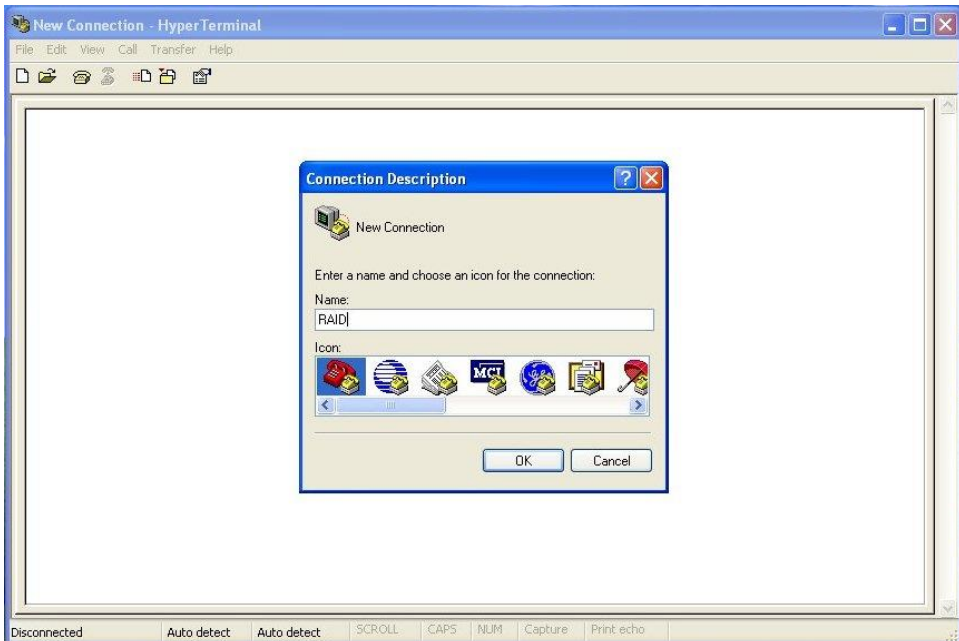 New Connection - HyperTerminal
File Edit View Call Transfer Help
Connection Description
New Connection
Enter a name and choose an icon for the connection:
Name:
RAID
Icon:
MCI
OK Cancel
Disconnected Auto detect Auto detect SCROLL CAPS NUM Capture Print echo